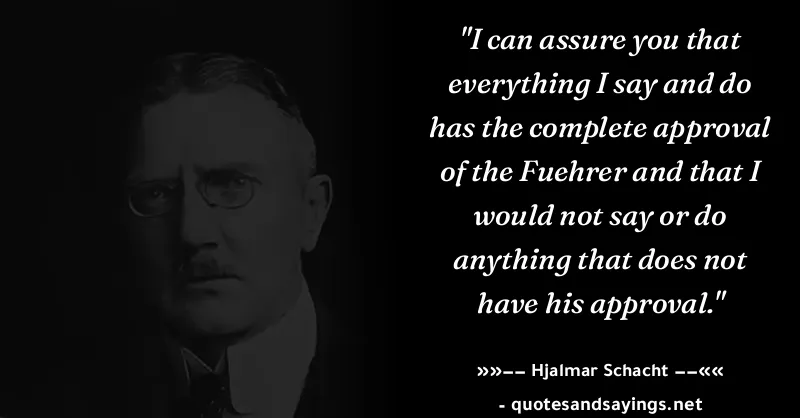 "I can assure you that
everything I say and do
has the complete approval
of the Fuehrer and that I
would not say or do
anything that does not
have his approval."
»»−− Hjalmar Schacht −−««
- quotesandsayings.net